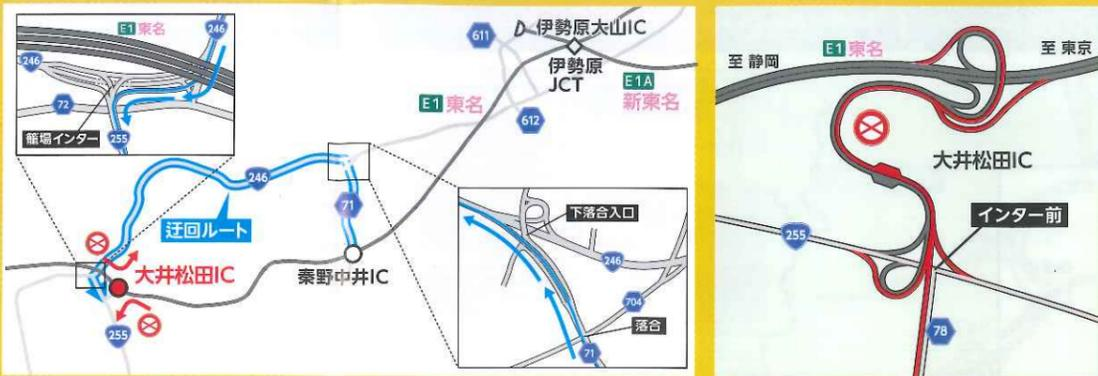 E1 東名
246
246
72
籠場インター
255
611
伊勢原大山IC
伊勢原
JCT
E1A
新東名
E1 東名
612
246
71
迂回ルート
大井松田IC
秦野中井IC
255
下落合入口
246
704
落合
71
至 静岡
E1 東名
至 東京
大井松田IC
インター前
255
78